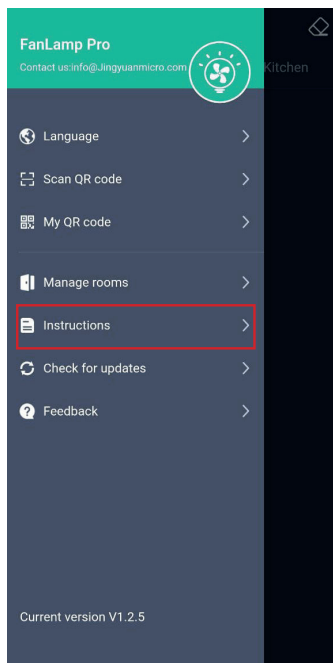 FanLamp Pro
Contact us:info@Jingyuanmicro.com
Kitchen
Language
Scan QR code
My QR code
Manage rooms
Instructions
Check for updates
Feedback
Current version V1.2.5